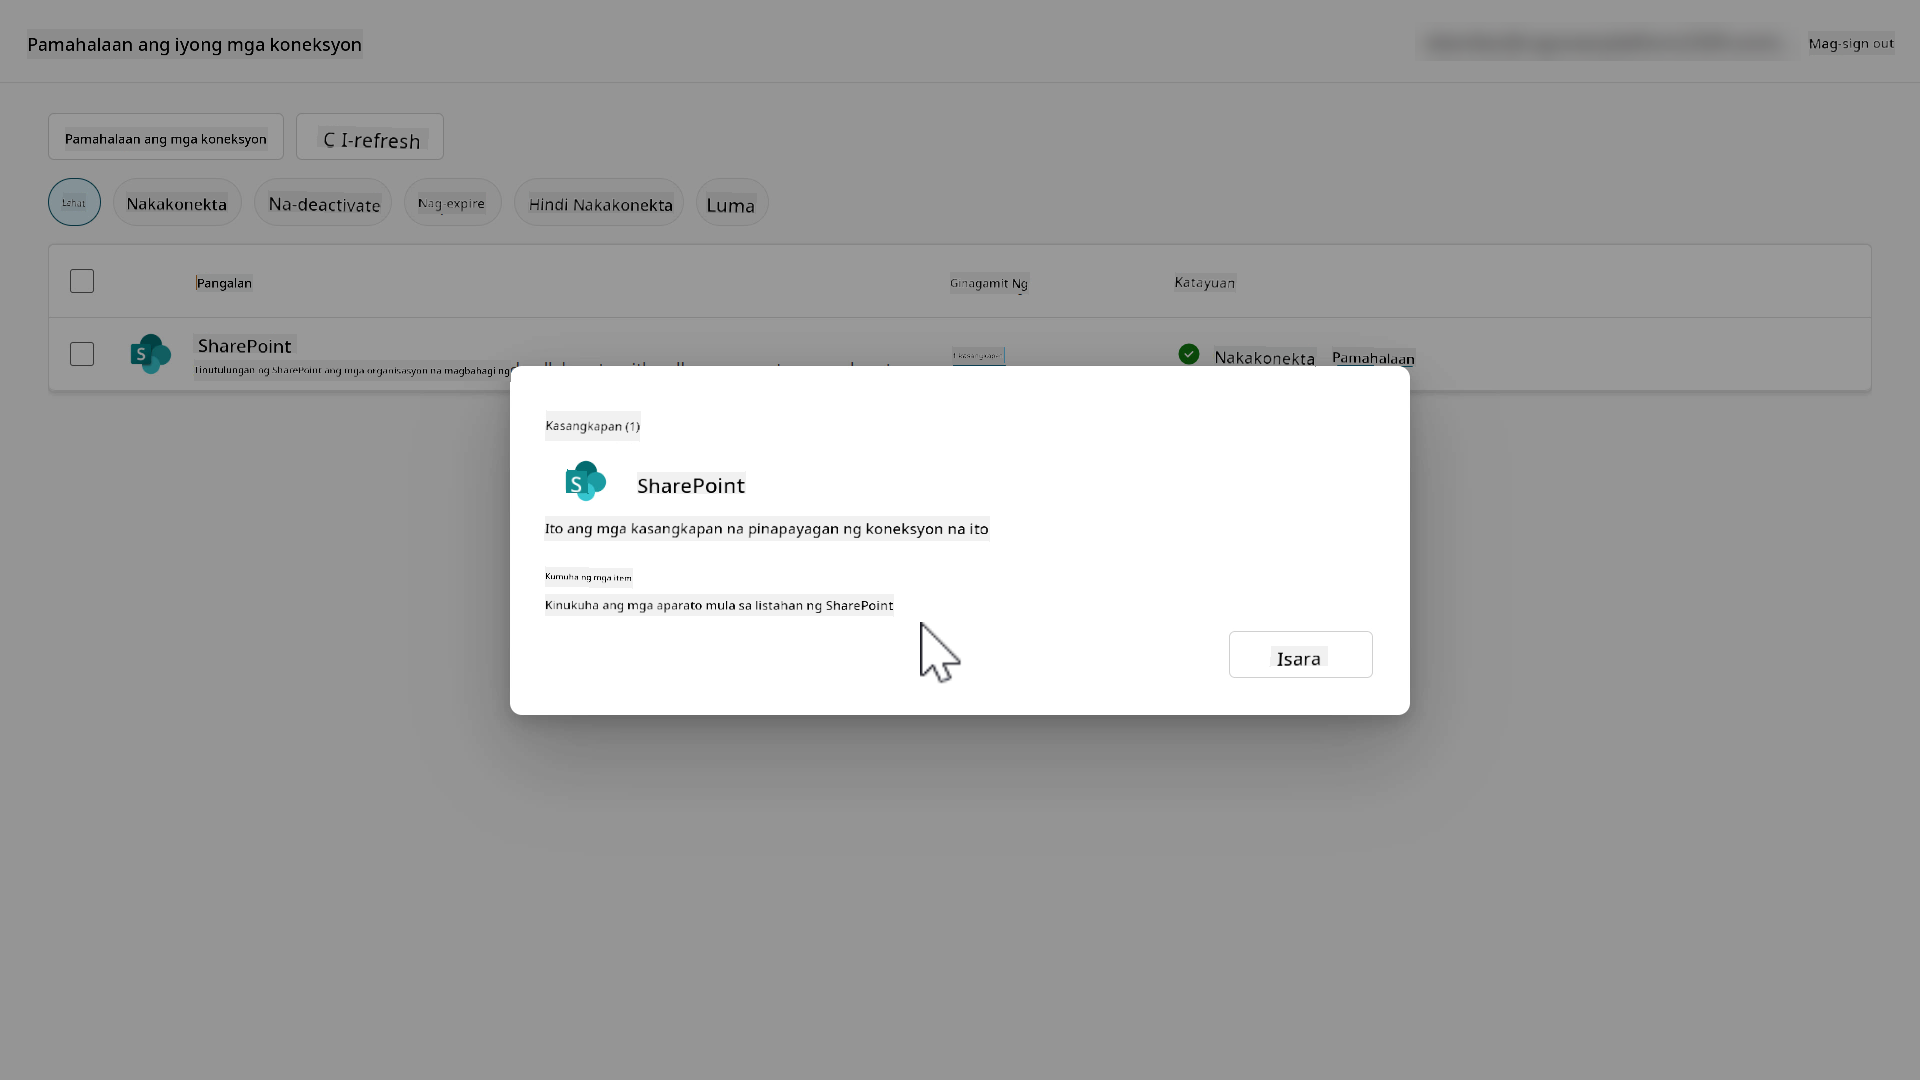 Pamahalaan ang iyong mga koneksyon
Mag-sign out
Pamahalaan ang mga koneksyon
C I-refresh
Lahat
Nakakonekta
Na-deactivate
Nag-expire
Hindi Nakakonekta
Luma
Pangalan
Ginagamit Ng
Katayuan
SharePoint
Tinutulungan ng SharePoint ang mga organisasyon na magbahagi ng
1 kasangkapan
Nakakonekta
Pamahalaan
Kasangkapan (1)
SharePoint
Ito ang mga kasangkapan na pinapayagan ng koneksyon na ito
Kumuha ng mga item
Kinukuha ang mga aparato mula sa listahan ng SharePoint
Isara